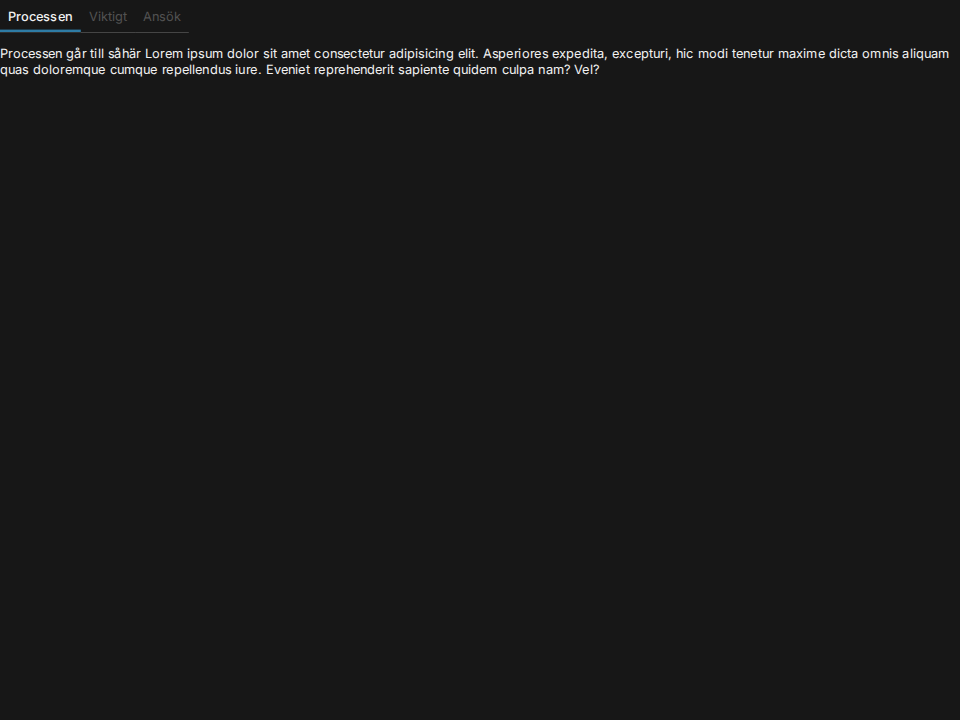 Processen Viktigt Ansök
Processen går till såhär Lorem ipsum dolor sit amet consectetur adipisicing elit. Asperiores expedita, excepturi, hic modi tenetur maxime dicta omnis aliquam
quas doloremque cumque repellendus iure. Eveniet reprehenderit sapiente quidem culpa nam? Vel?